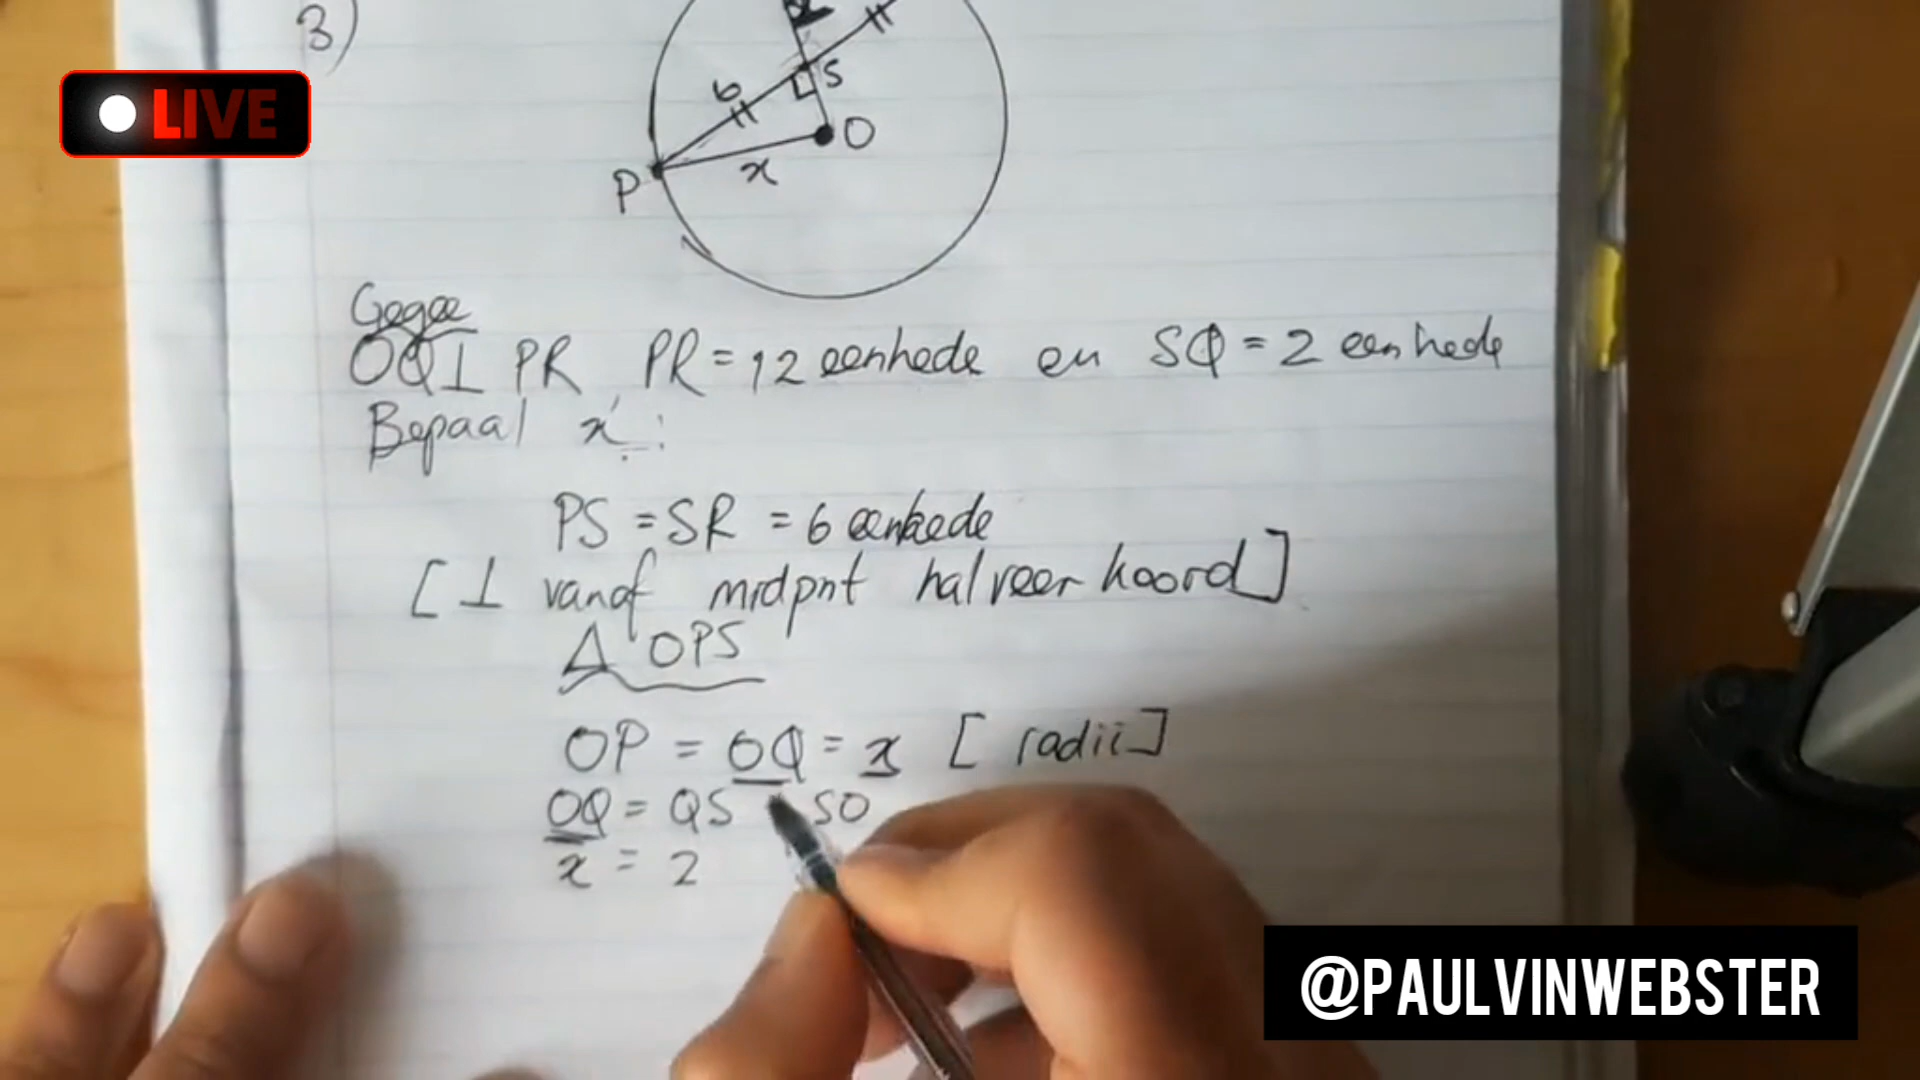 3)
LIVE
6
S
O
x
P
Gegee
OQ ⊥ PR, PR = 12 eenhede en SQ = 2 eenhede
Bepaal x:
PS = SR = 6 eenhede
[⊥ vanaf midpnt halveer koord]
Δ OPS
OP = OQ = x [radii]
OQ = QS SO
x = 2
@PAULVINWEBSTER